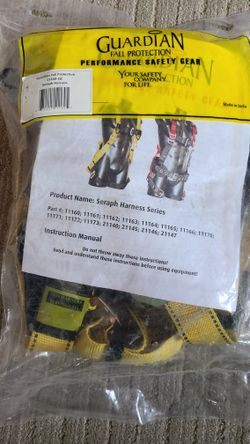 GUARDIAN
FALL PROTECTION
PERFORMANCE SAFETY GEAR
YOUR SAFETY
COMPANY
FOR LIFE.
Seraph Harness
Made in India
Product Name: Seraph Harness Series
Part #: 11160; 11161; 11162; 11163; 11164; 11165; 11166; 11170;
11171; 11172; 11173; 21140; 21145; 21146; 21147
Instruction Manual
Do not throw away these instructions!
Read and understand these instructions before using equipment!